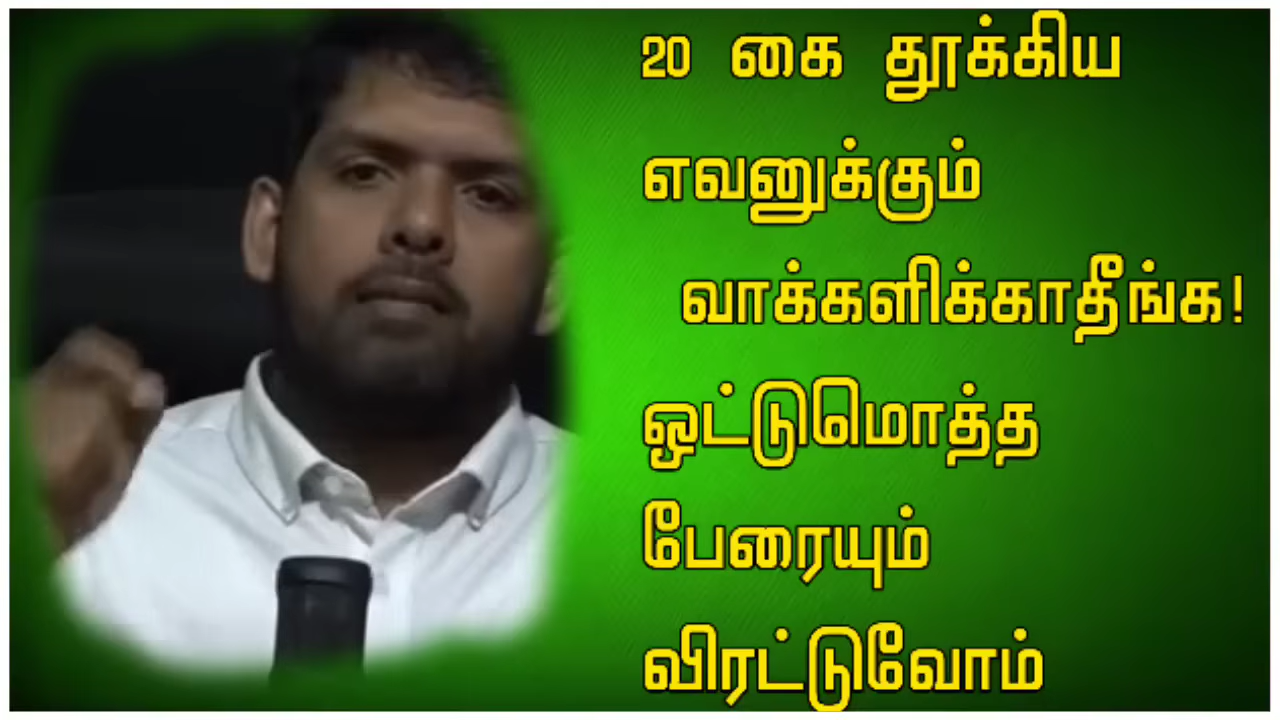 20 கை தூக்கிய
எவனுக்கும்
வாக்களிக்காதீங்க!
ஒட்டுமொத்த
பேரையும்
விரட்டுவோம்